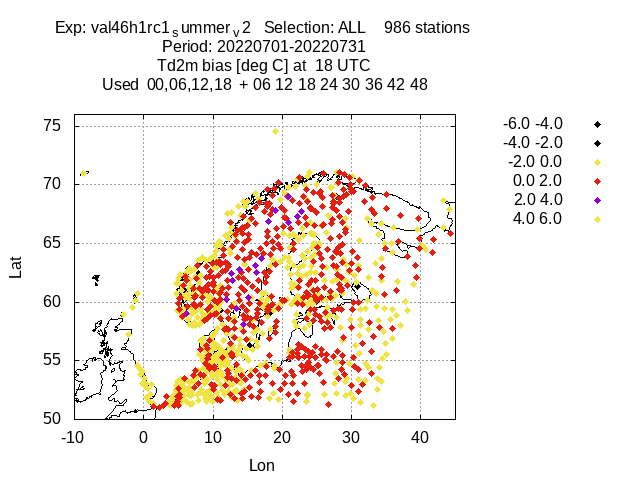 Exp: val46h1rc1summerv2 Selection: ALL 986 stations
Period: 20220701-20220731
Td2m bias [deg C] at 18 UTC
Used 00,06,12,18 + 06 12 18 24 30 36 42 48
-6.0 -4.0
-4.0 -2.0
-2.0 0.0
0.0 2.0
2.0 4.0
4.0 6.0
75
70
65
60
55
50
Lat
-10 0 10 20 30 40
Lon